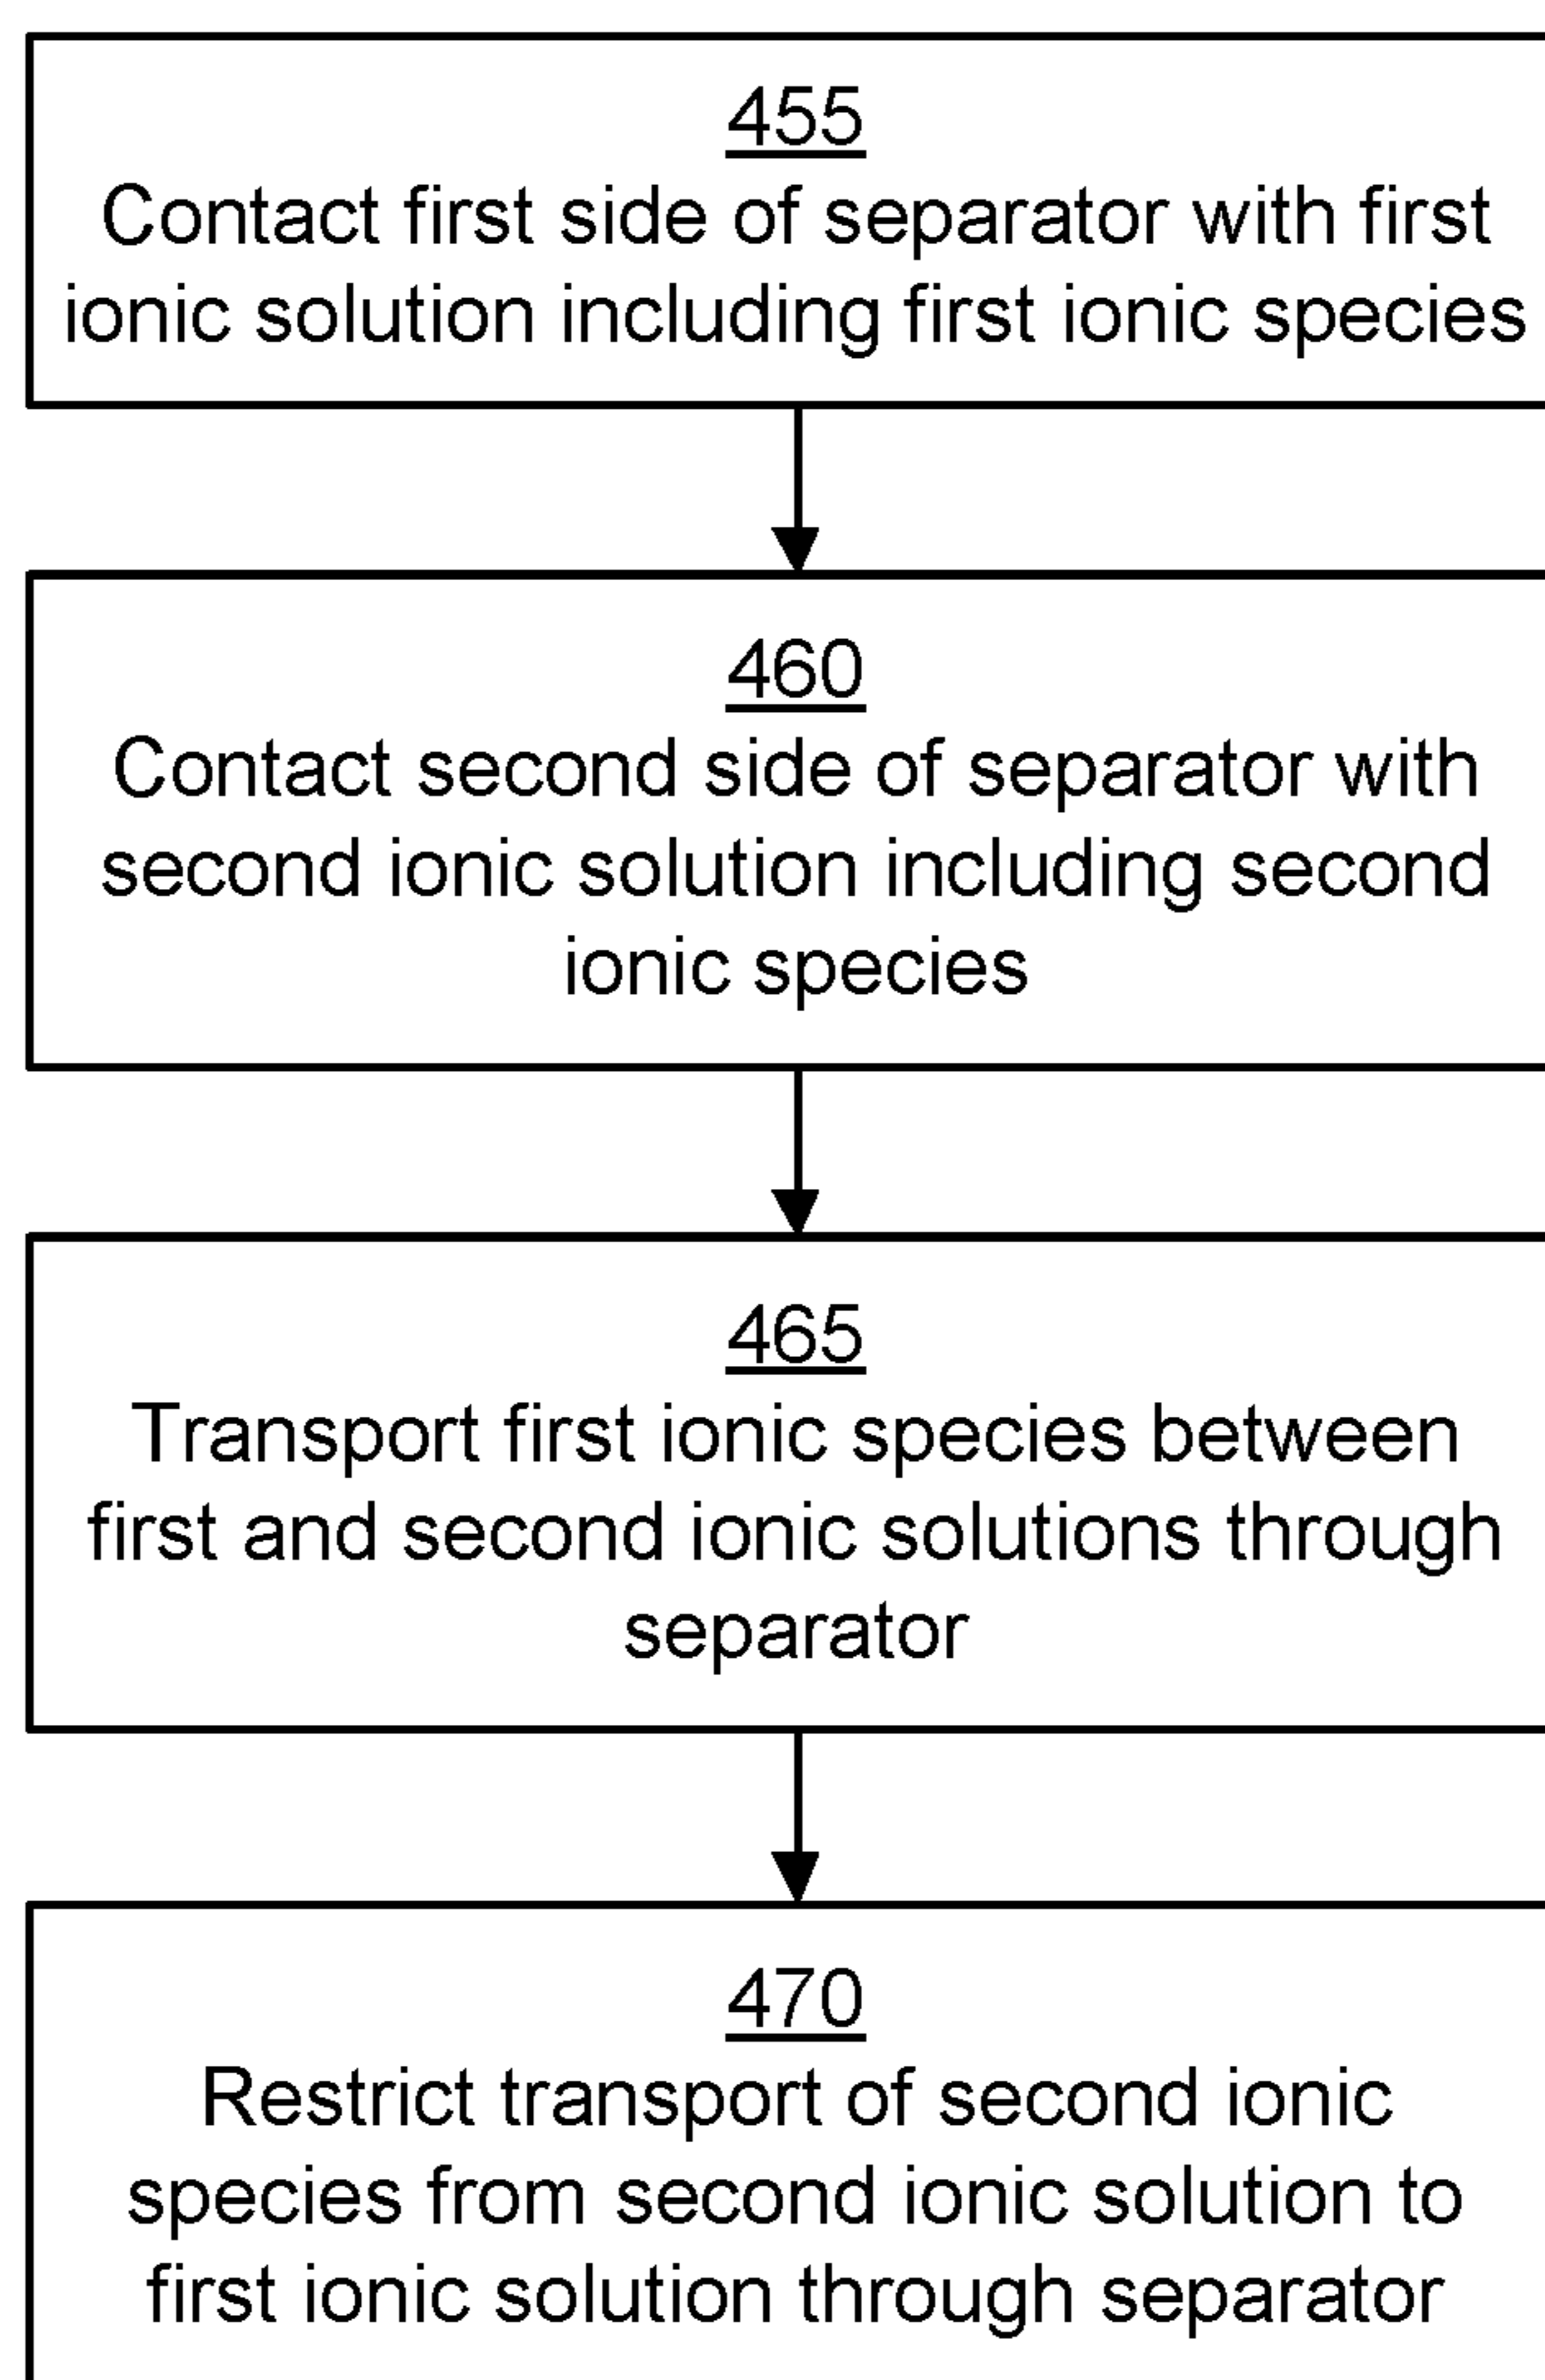 455
Contact first side of separator with first
ionic solution including first ionic species
460
Contact second side of separator with
second ionic solution including second
ionic species
465
Transport first ionic species between
first and second ionic solutions through
separator
470
Restrict transport of second ionic
species from second ionic solution to
first ionic solution through separator